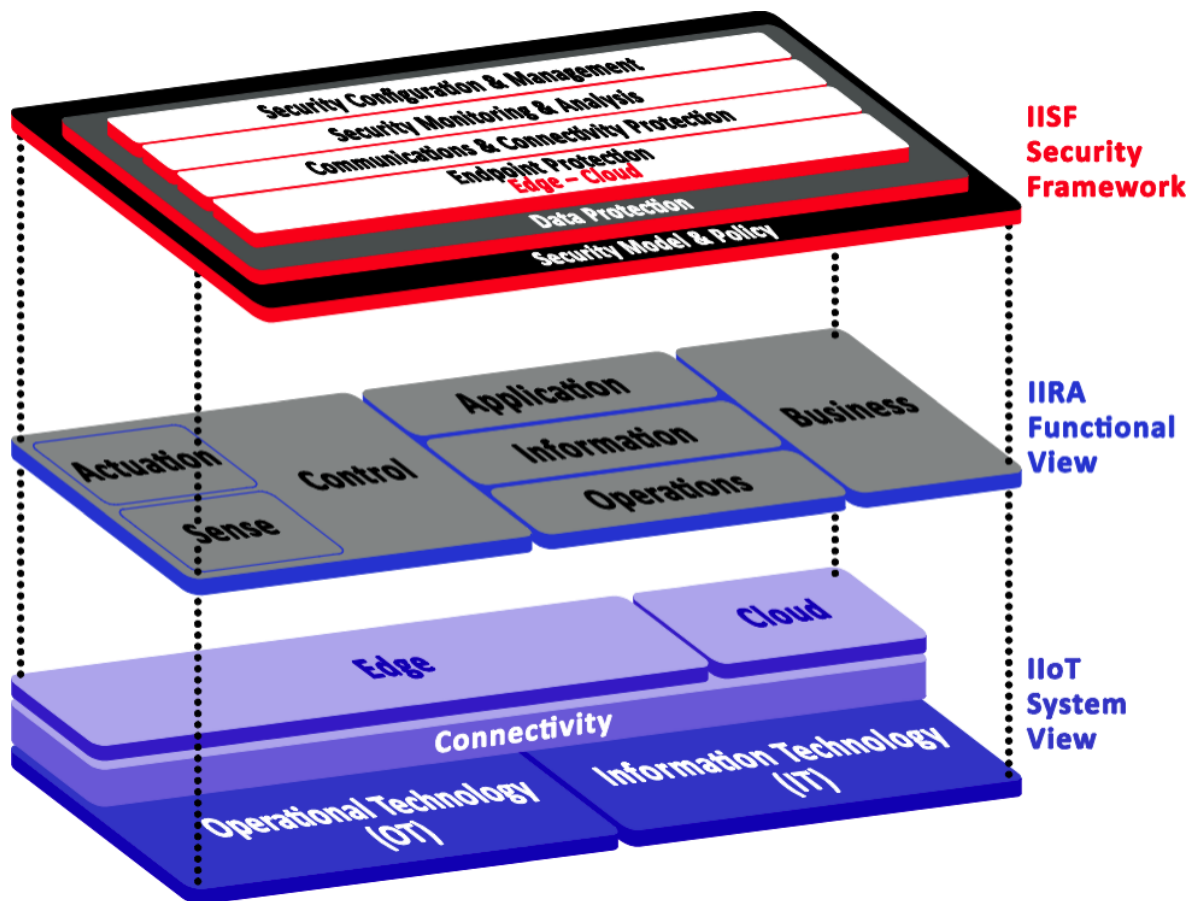 Security Configuration & Management
Security Monitoring & Analysis
Communications & Connectivity Protection
Endpoint Protection
Edge – Cloud
Data Protection
Security Model & Policy
IISF
Security
Framework
Application
Information
Operations
Business
Actuation
Control
Sense
IIRA
Functional
View
Edge
Cloud
Connectivity
Operational Technology
(OT)
Information Technology
(IT)
IIoT
System
View